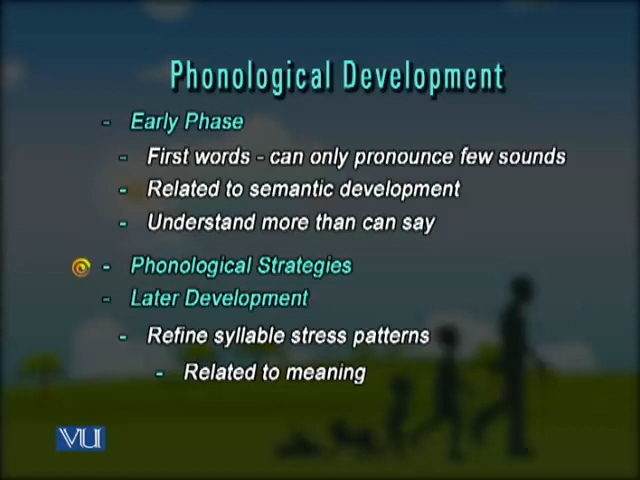 Phonological Development
- Early Phase
- First words - can only pronounce few sounds
- Related to semantic development
- Understand more than can say
- Phonological Strategies
- Later Development
- Refine syllable stress patterns
- Related to meaning
VU